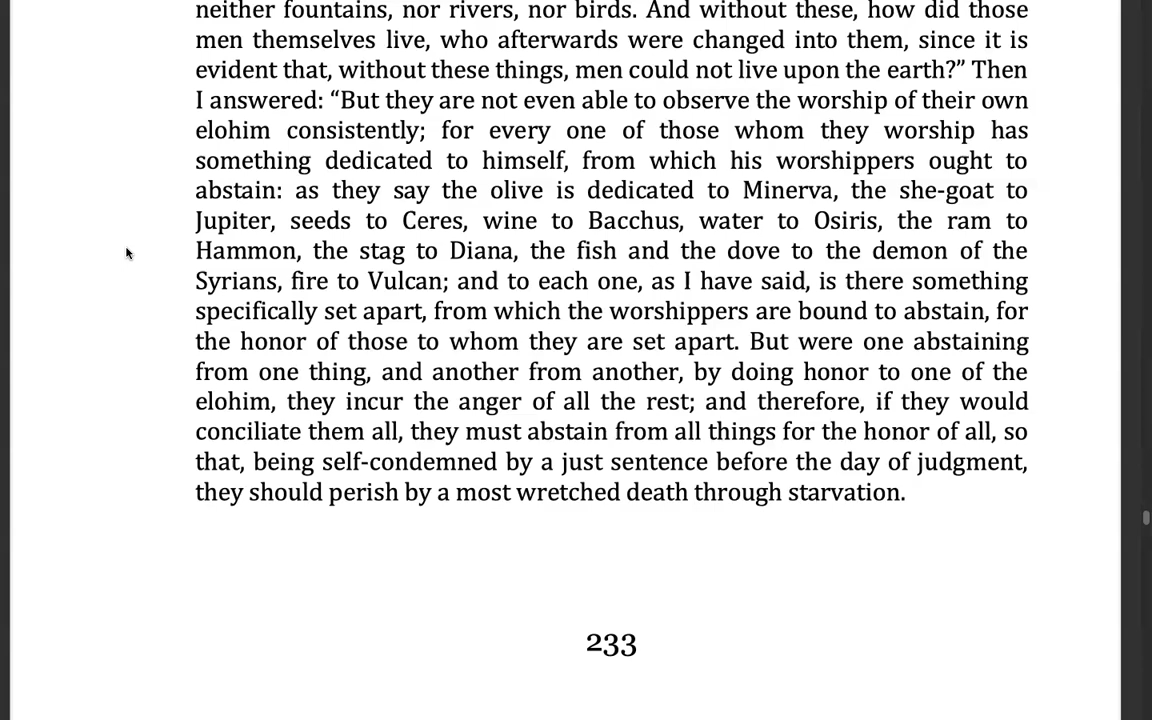 neither fountains, nor rivers, nor birds. And without these, how did those
men themselves live, who afterwards were changed into them, since it is
evident that, without these things, men could not live upon the earth?” Then
I answered: “But they are not even able to observe the worship of their own
elohim consistently; for every one of those whom they worship has
something dedicated to himself, from which his worshippers ought to
abstain: as they say the olive is dedicated to Minerva, the she-goat to
Jupiter, seeds to Ceres, wine to Bacchus, water to Osiris, the ram to
Hammon, the stag to Diana, the fish and the dove to the demon of the
Syrians, fire to Vulcan; and to each one, as I have said, is there something
specifically set apart, from which the worshippers are bound to abstain, for
the honor of those to whom they are set apart. But were one abstaining
from one thing, and another from another, by doing honor to one of the
elohim, they incur the anger of all the rest; and therefore, if they would
conciliate them all, they must abstain from all things for the honor of all, so
that, being self-condemned by a just sentence before the day of judgment,
they should perish by a most wretched death through starvation.
233